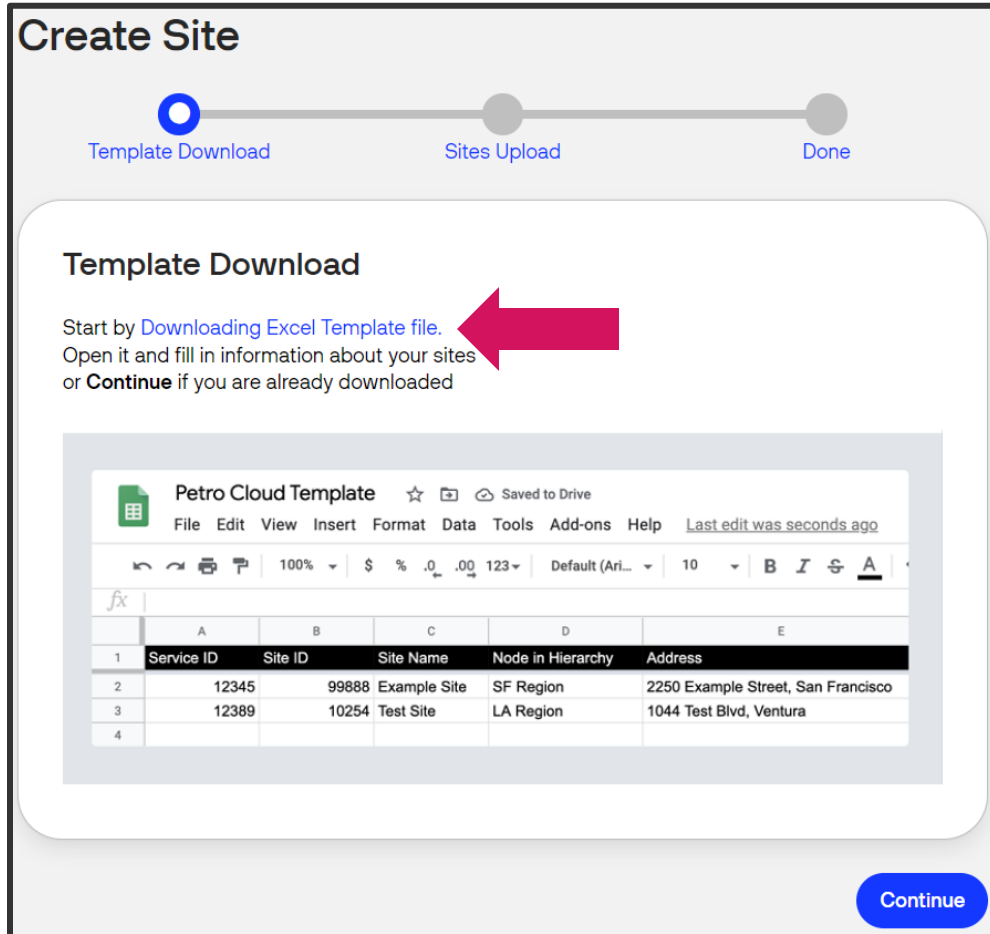 Create Site
Template Download Sites Upload Done
Template Download
Start by Downloading Excel Template file.
Open it and fill in information about your sites
or Continue if you are already downloaded
Petro Cloud Template Saved to Drive
File Edit View Insert Format Data Tools Add-ons Help Last edit was seconds ago
100% $ % .0 .00 123 Default (Ari... 10 B I S A
fx
A B C D E
1 Service ID Site ID Site Name Node in Hierarchy Address
2 12345 99888 Example Site SF Region 2250 Example Street, San Francisco
3 12389 10254 Test Site LA Region 1044 Test Blvd, Ventura
4
Continue